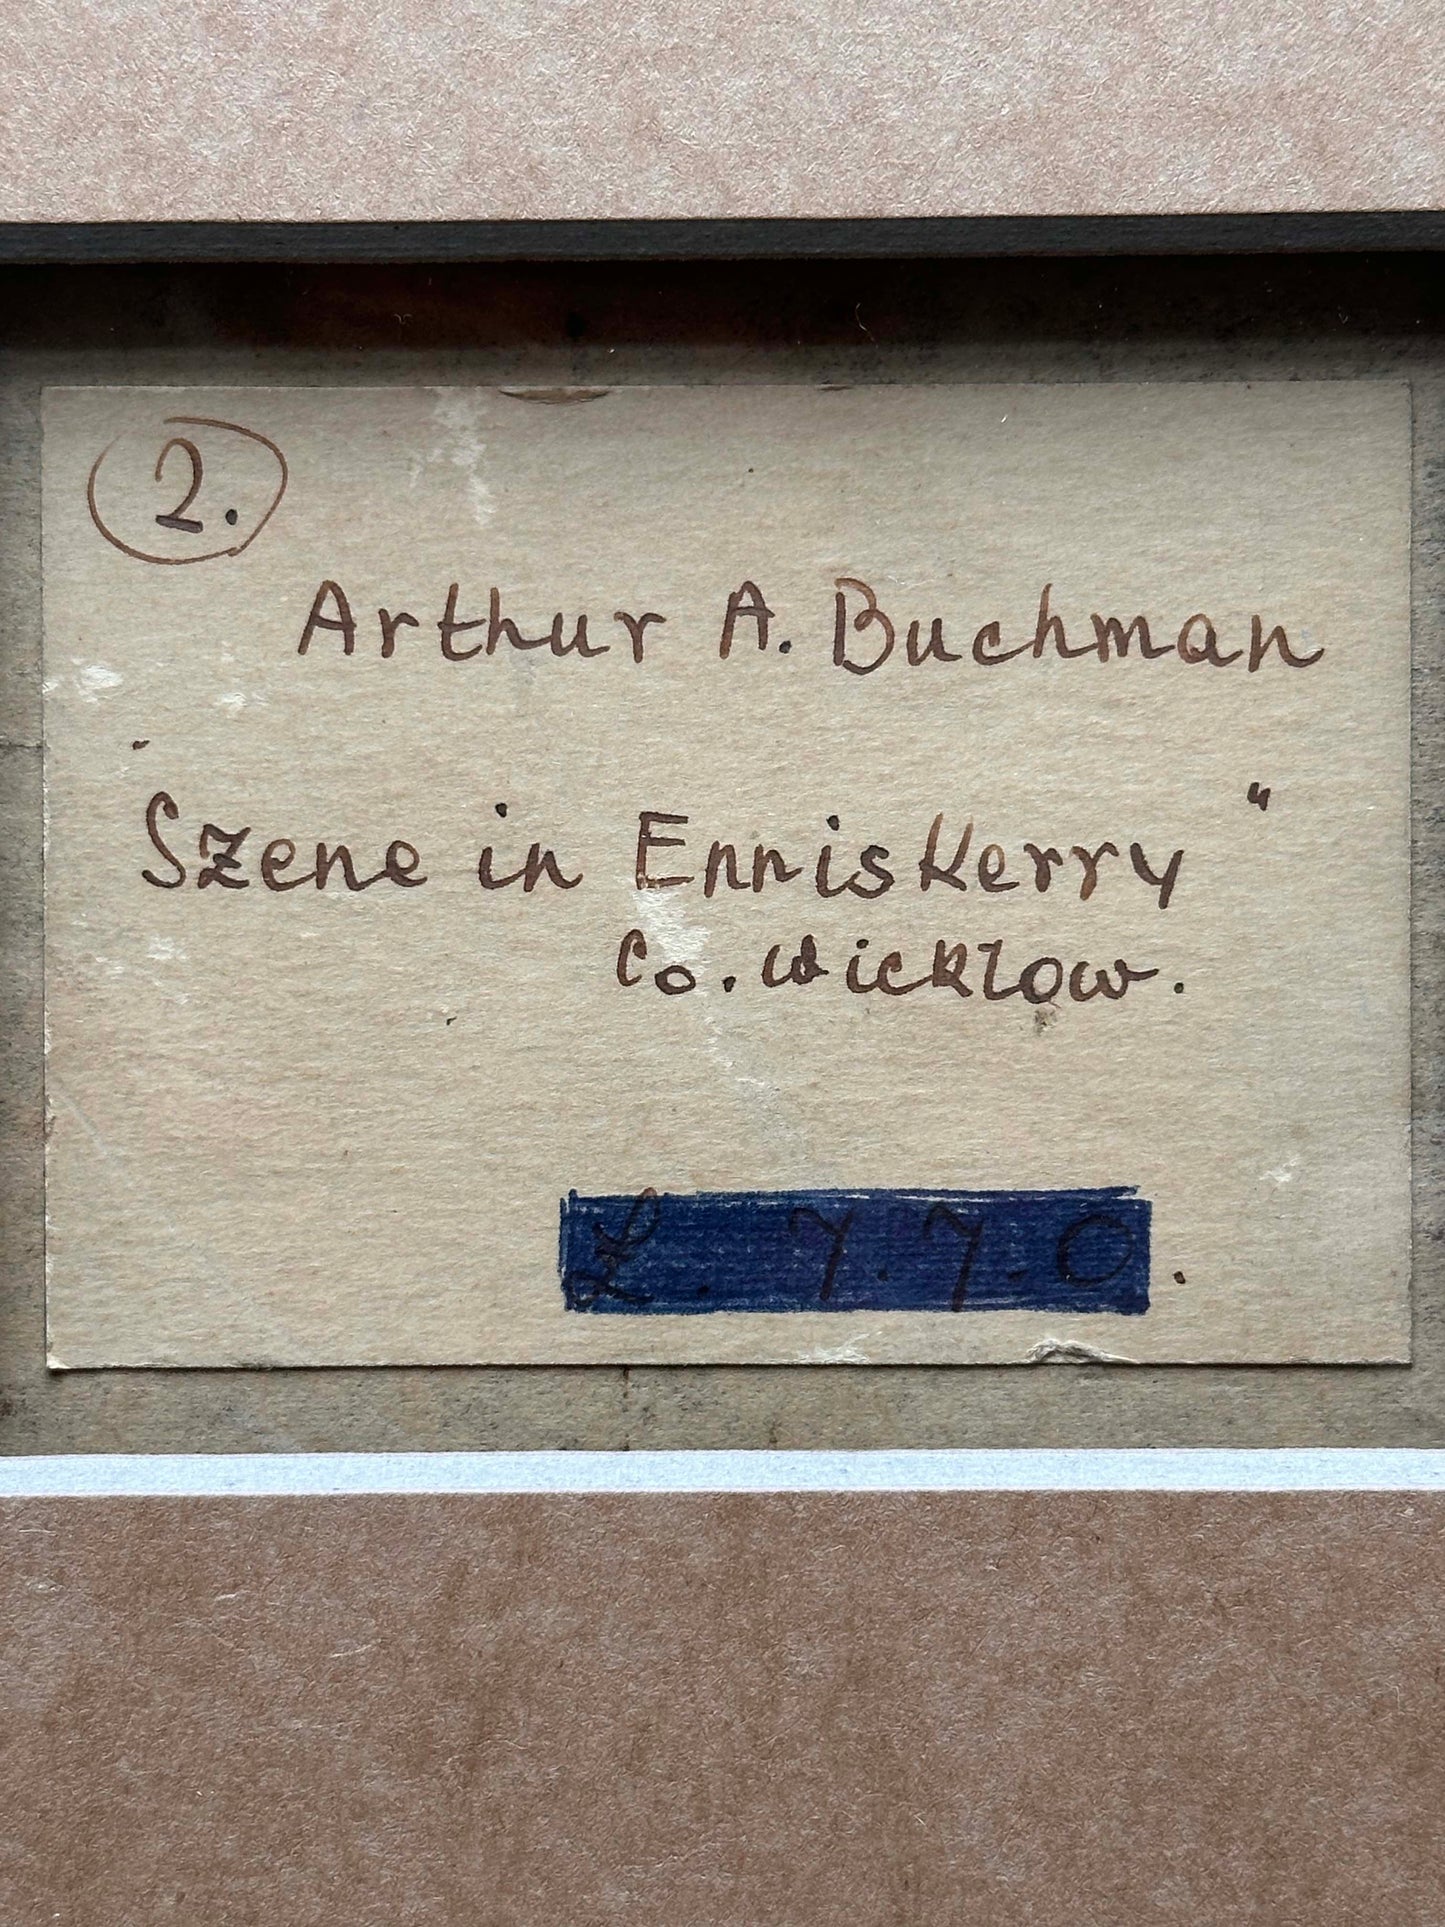 2.
Arthur A. Buchman
"Szene in Enniskerry"
Co. Wicklow.
£. 7.7.0.